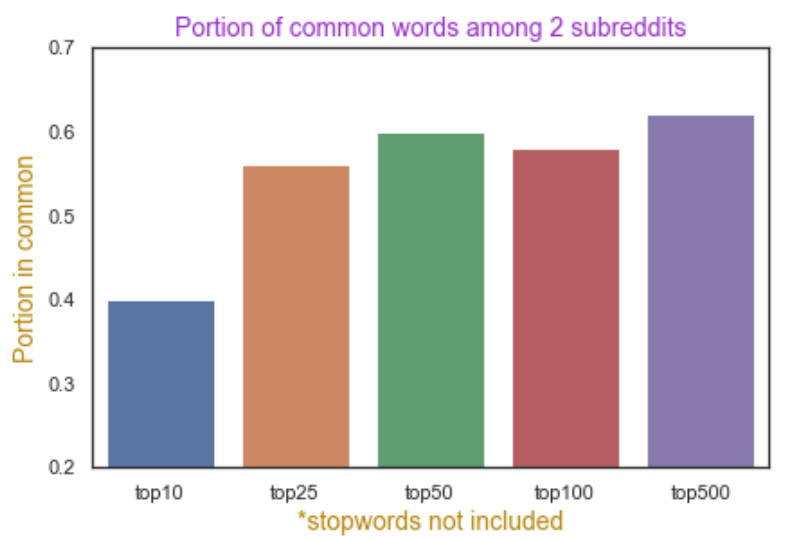 Portion of common words among 2 subreddits
Portion in common
0.7
0.6
0.5
0.4
0.3
0.2
top10 top25 top50 top100 top500
*stopwords not included